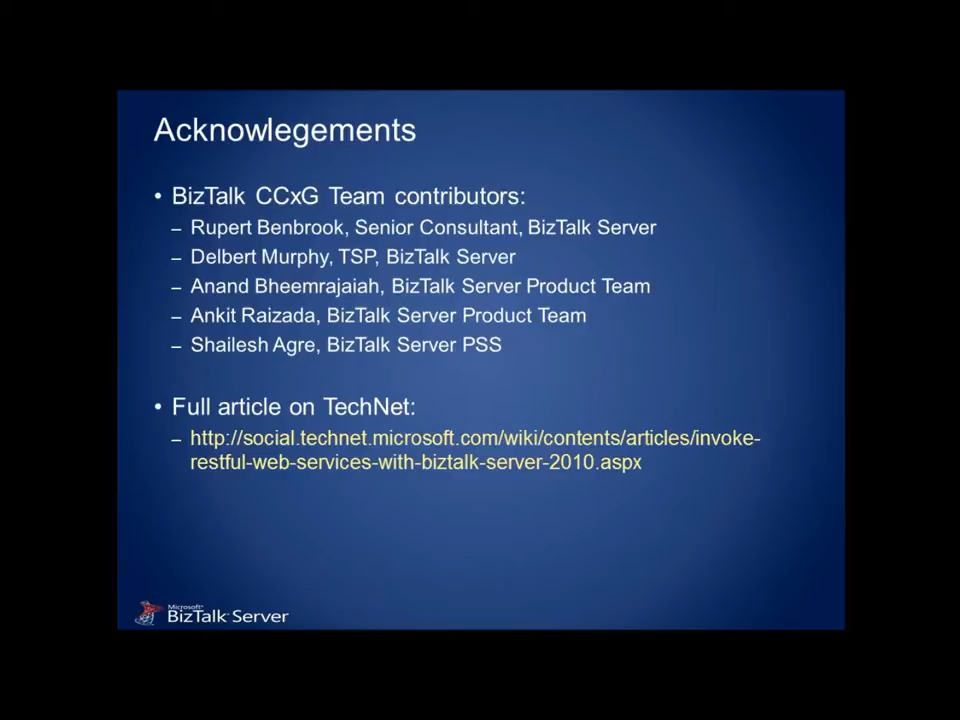 Acknowlegements
• BizTalk CCxG Team contributors:
– Rupert Benbrook, Senior Consultant, BizTalk Server
– Delbert Murphy, TSP, BizTalk Server
– Anand Bheemrajaiah, BizTalk Server Product Team
– Ankit Raizada, BizTalk Server Product Team
– Shailesh Agre, BizTalk Server PSS
• Full article on TechNet:
– http://social.technet.microsoft.com/wiki/contents/articles/invoke-
restful-web-services-with-biztalk-server-2010.aspx
Microsoft®
BizTalk Server